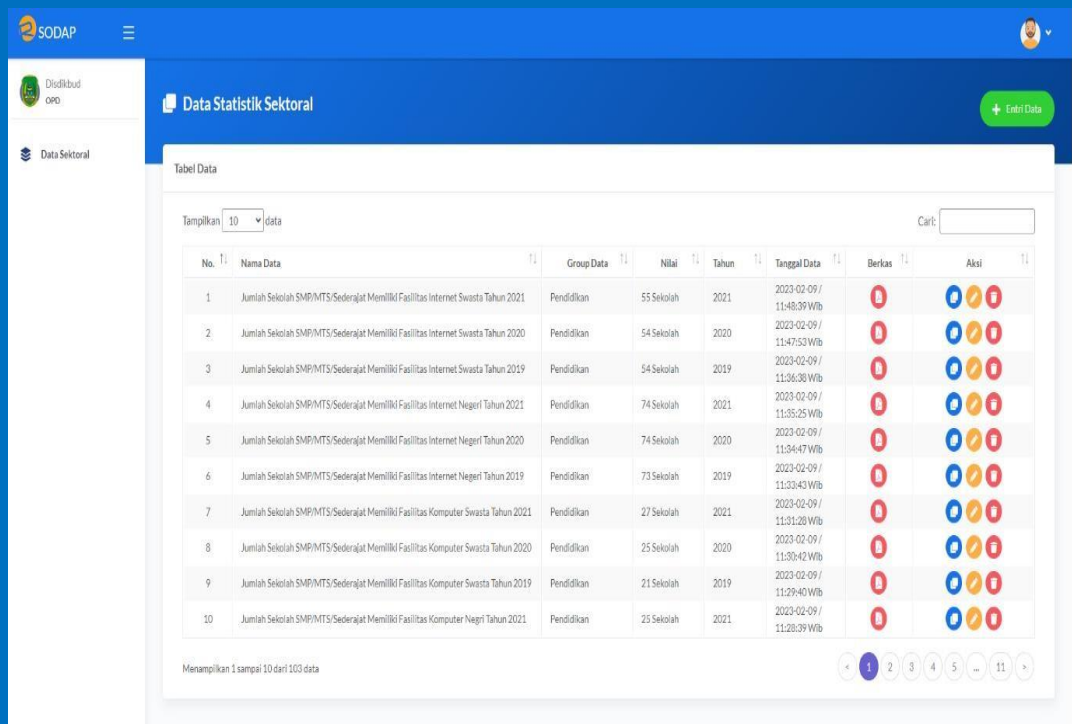 SODAP
Disdikbud
OPD
Data Sektoral
Data Statistik Sektoral
+ Entri Data
Tabel Data
Tampilkan 10 data
Cari:
No. Nama Data Group Data Nilai Tahun Tanggal Data Berkas Aksi
1 Jumlah Sekolah SMP/MTS/Sederajat Memiliki Fasilitas Internet Swasta Tahun 2021 Pendidikan 55 Sekolah 2021 2023-02-09 /
11:48:39 Wib
2 Jumlah Sekolah SMP/MTS/Sederajat Memiliki Fasilitas Internet Swasta Tahun 2020 Pendidikan 54 Sekolah 2020 2023-02-09 /
11:47:53 Wib
3 Jumlah Sekolah SMP/MTS/Sederajat Memiliki Fasilitas Internet Swasta Tahun 2019 Pendidikan 54 Sekolah 2019 2023-02-09 /
11:36:38 Wib
4 Jumlah Sekolah SMP/MTS/Sederajat Memiliki Fasilitas Internet Negeri Tahun 2021 Pendidikan 74 Sekolah 2021 2023-02-09 /
11:35:25 Wib
5 Jumlah Sekolah SMP/MTS/Sederajat Memiliki Fasilitas Internet Negeri Tahun 2020 Pendidikan 74 Sekolah 2020 2023-02-09 /
11:34:47 Wib
6 Jumlah Sekolah SMP/MTS/Sederajat Memiliki Fasilitas Internet Negeri Tahun 2019 Pendidikan 73 Sekolah 2019 2023-02-09 /
11:33:43 Wib
7 Jumlah Sekolah SMP/MTS/Sederajat Memiliki Fasilitas Komputer Swasta Tahun 2021 Pendidikan 27 Sekolah 2021 2023-02-09 /
11:31:28 Wib
8 Jumlah Sekolah SMP/MTS/Sederajat Memiliki Fasilitas Komputer Swasta Tahun 2020 Pendidikan 25 Sekolah 2020 2023-02-09 /
11:30:42 Wib
9 Jumlah Sekolah SMP/MTS/Sederajat Memiliki Fasilitas Komputer Swasta Tahun 2019 Pendidikan 21 Sekolah 2019 2023-02-09 /
11:29:40 Wib
10 Jumlah Sekolah SMP/MTS/Sederajat Memiliki Fasilitas Komputer Negri Tahun 2021 Pendidikan 25 Sekolah 2021 2023-02-09 /
11:28:39 Wib
Menampilkan 1 sampai 10 dari 103 data
< 1 2 3 4 5 ... 11 >